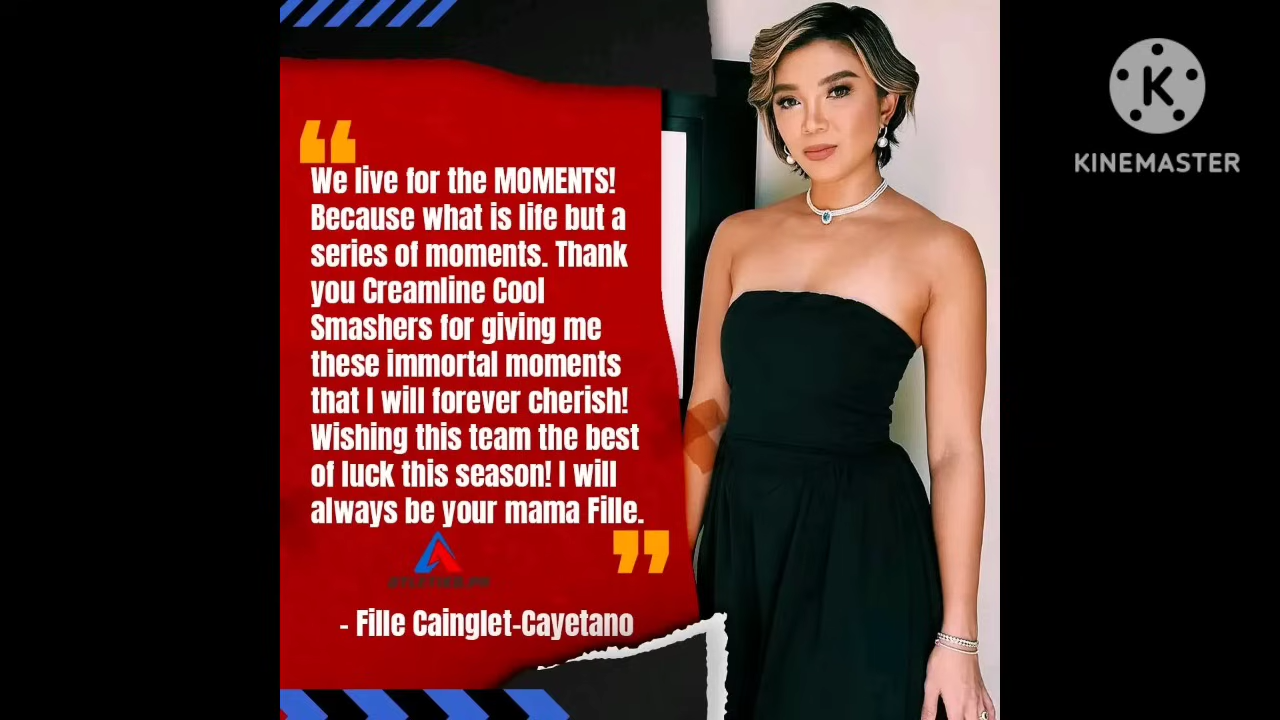 We live for the MOMENTS!
Because what is life but a
series of moments. Thank
you Creamline Cool
Smashers for giving me
these immortal moments
that I will forever cherish!
Wishing this team the best
of luck this season! I will
always be your mama Fille.
ATLETIKS.PH
- Fille Cainglet-Cayetano
K
KINEMASTER